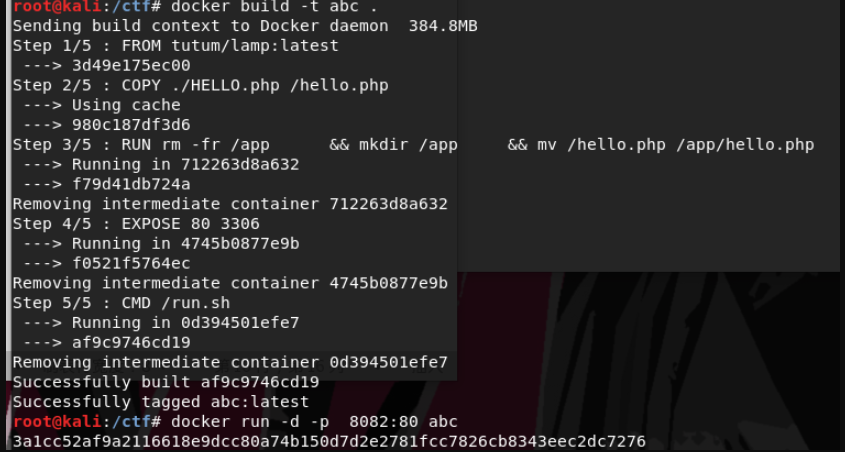 root@kali:/ctf# docker build -t abc .
Sending build context to Docker daemon  384.8MB
Step 1/5 : FROM tutum/lamp:latest
 ---> 3d49e175ec00
Step 2/5 : COPY ./HELLO.php /hello.php
 ---> Using cache
 ---> 980c187df3d6
Step 3/5 : RUN rm -fr /app      && mkdir /app     && mv /hello.php /app/hello.php
 ---> Running in 712263d8a632
 ---> f79d41db724a
Removing intermediate container 712263d8a632
Step 4/5 : EXPOSE 80 3306
 ---> Running in 4745b0877e9b
 ---> f0521f5764ec
Removing intermediate container 4745b0877e9b
Step 5/5 : CMD /run.sh
 ---> Running in 0d394501efe7
 ---> af9c9746cd19
Removing intermediate container 0d394501efe7
Successfully built af9c9746cd19
Successfully tagged abc:latest
root@kali:/ctf# docker run -d -p  8082:80 abc
3a1cc52af9a2116618e9dcc80a74b150d7d2e2781fcc7826cb8343eec2dc7276